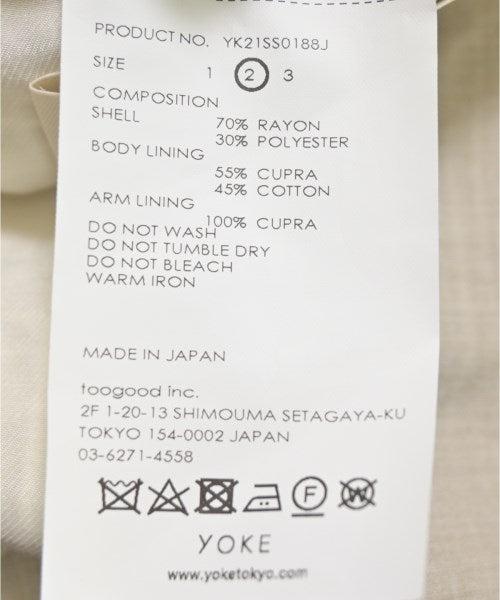 PRODUCT NO. YK21SS0188J
SIZE 1 2 3
COMPOSITION
SHELL
70% RAYON
30% POLYESTER
BODY LINING
55% CUPRA
45% COTTON
ARM LINING
100% CUPRA
DO NOT WASH
DO NOT TUMBLE DRY
DO NOT BLEACH
WARM IRON
MADE IN JAPAN
toogood inc.
2F 1-20-13 SHIMOUMA SETAGAYA-KU
TOKYO 154-0002 JAPAN
03-6271-4558
F W
YOKE
www.yoketokyo.com